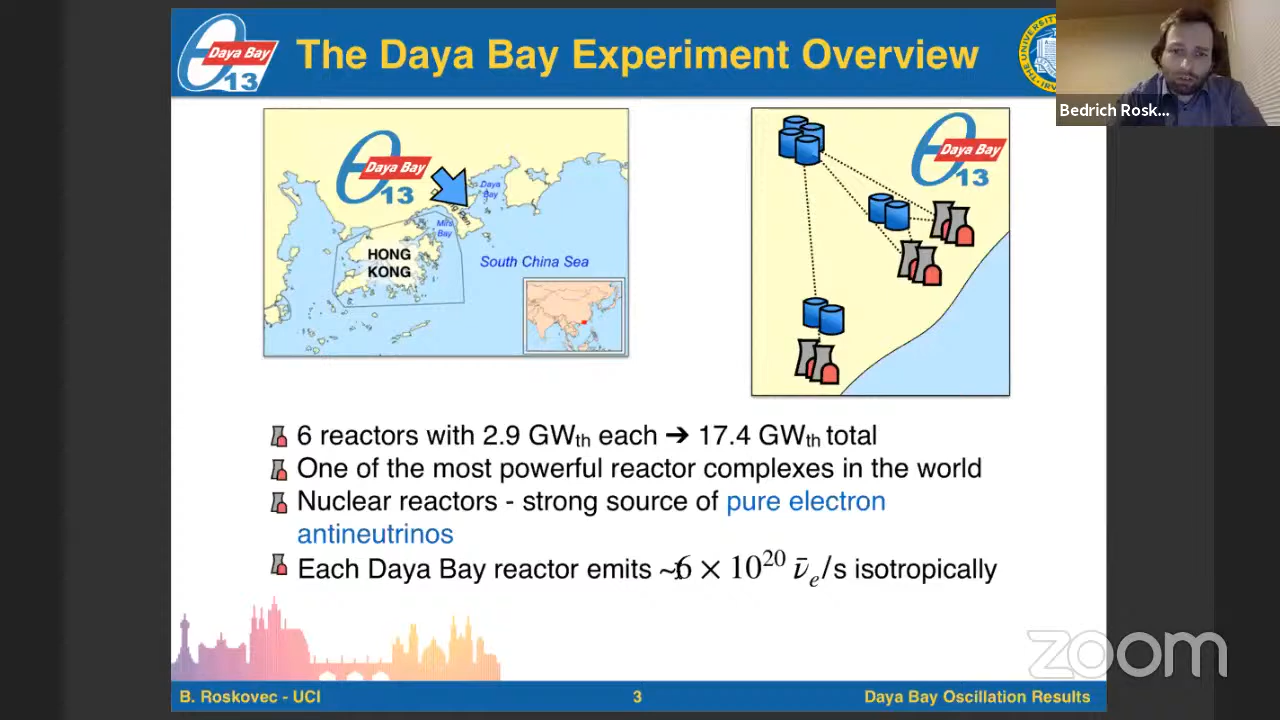 Daya Bay
13
The Daya Bay Experiment Overview
Bedrich Rosk...
Daya Bay
13
Daya
Bay
Mirs
Bay
HONG
KONG
South China Sea
Daya Bay
13
6 reactors with 2.9 GWth each ➔ 17.4 GWth total
One of the most powerful reactor complexes in the world
Nuclear reactors - strong source of pure electron
antineutrinos
Each Daya Bay reactor emits ~6 × 10²⁰ ν̄ₑ/s isotropically
zoom
B. Roskovec - UCI
3
Daya Bay Oscillation Results